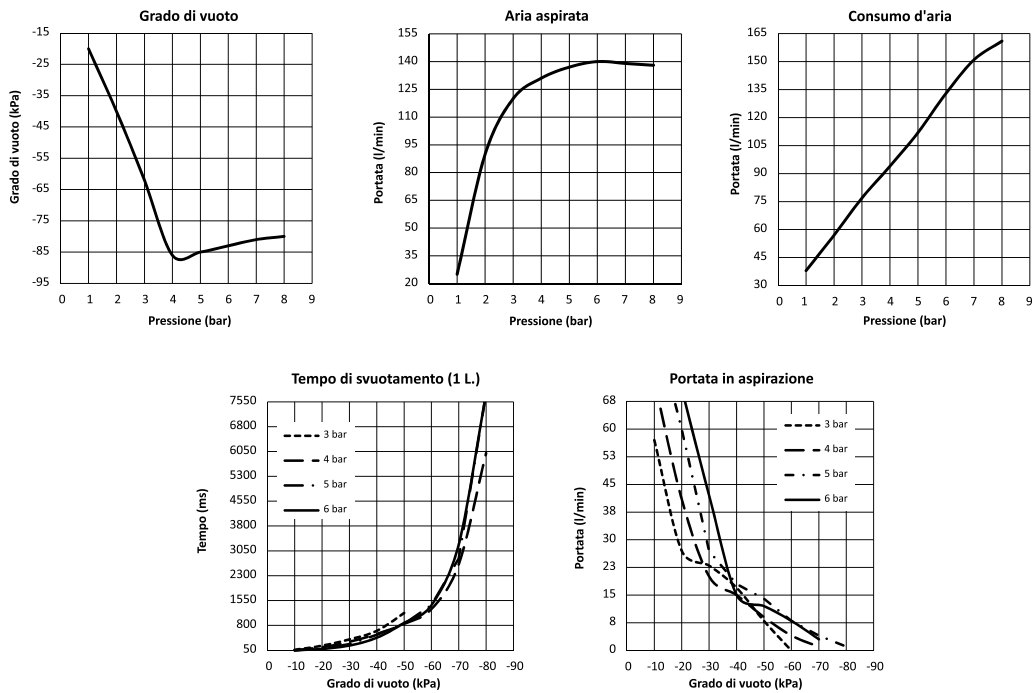 Grado di vuoto
Grado di vuoto (kPa)
-15
-25
-35
-45
-55
-65
-75
-85
-95
0 1 2 3 4 5 6 7 8 9
Pressione (bar)
Aria aspirata
Portata (l/min)
155
140
125
110
95
80
65
50
35
20
0 1 2 3 4 5 6 7 8 9
Pressione (bar)
Consumo d'aria
Portata (l/min)
165
150
135
120
105
90
75
60
45
30
0 1 2 3 4 5 6 7 8 9
Pressione (bar)
Tempo di svuotamento (1 L.)
Tempo (ms)
7550
6800
6050
5300
4550
3800
3050
2300
1550
800
50
3 bar
4 bar
5 bar
6 bar
0 -10 -20 -30 -40 -50 -60 -70 -80 -90
Grado di vuoto (kPa)
Portata in aspirazione
Portata (l/min)
68
60
53
45
38
30
23
15
8
0
3 bar
4 bar
5 bar
6 bar
0 -10 -20 -30 -40 -50 -60 -70 -80 -90
Grado di vuoto (kPa)